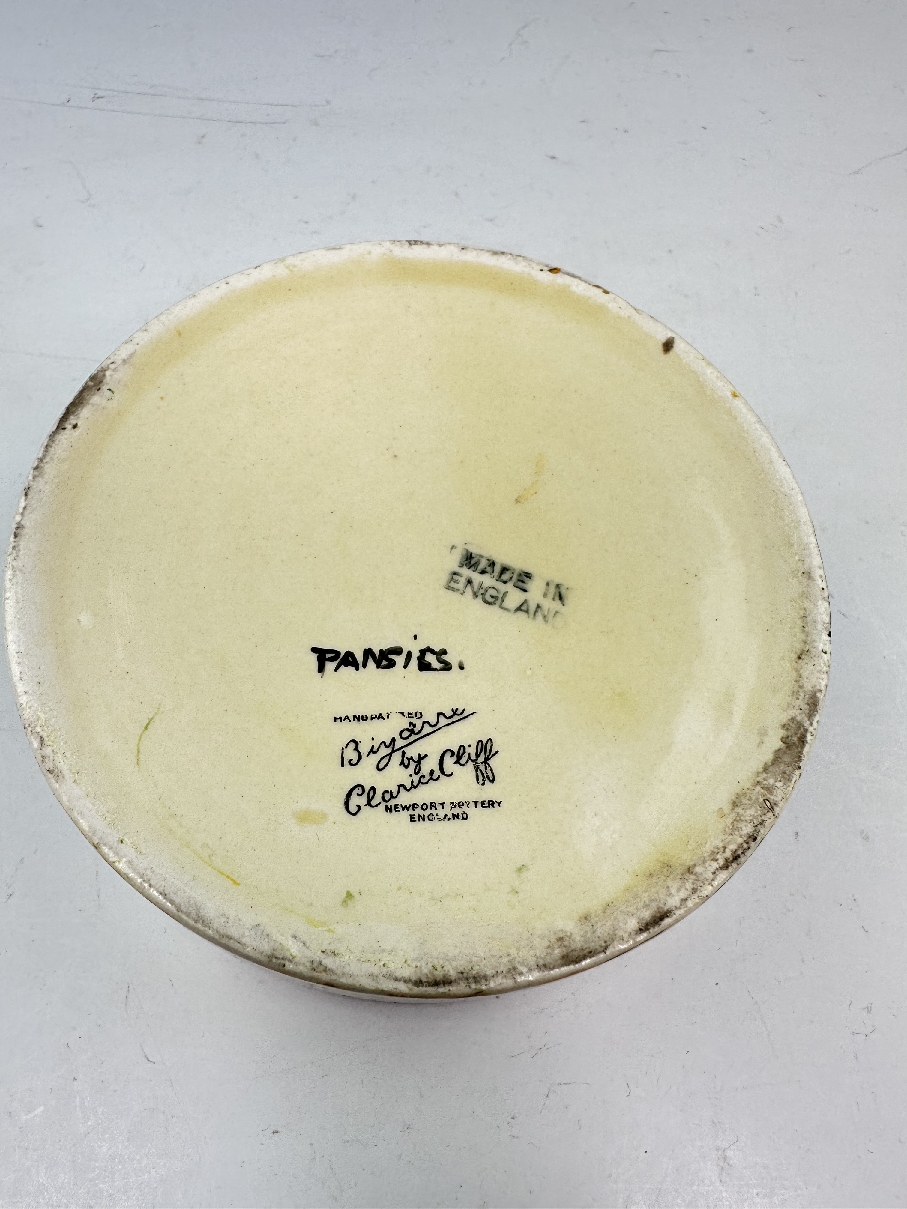 MADE IN
ENGLAND
PANSIES.
HANDPAINTED
Bizarre
by
Clarice Cliff
NEWPORT POTTERY
ENGLAND